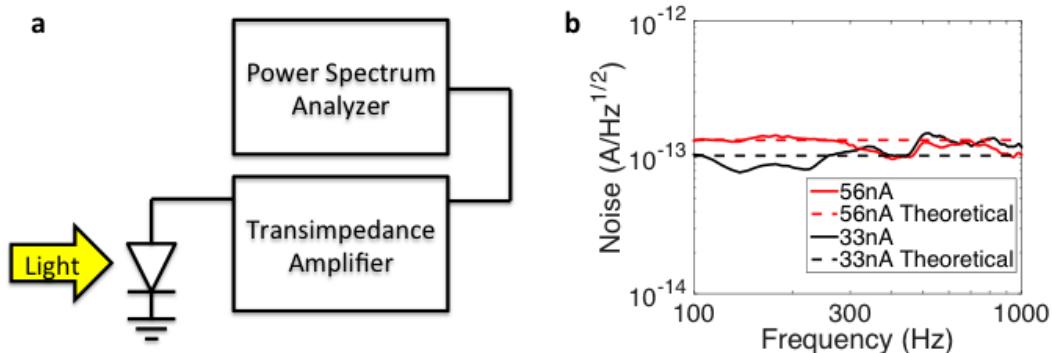 a
Power Spectrum
Analyzer
Transimpedance
Amplifier
Light
b
Noise (A/Hz^1/2)
10^-12
10^-13
10^-14
56nA
56nA Theoretical
33nA
33nA Theoretical
100
300
1000
Frequency (Hz)